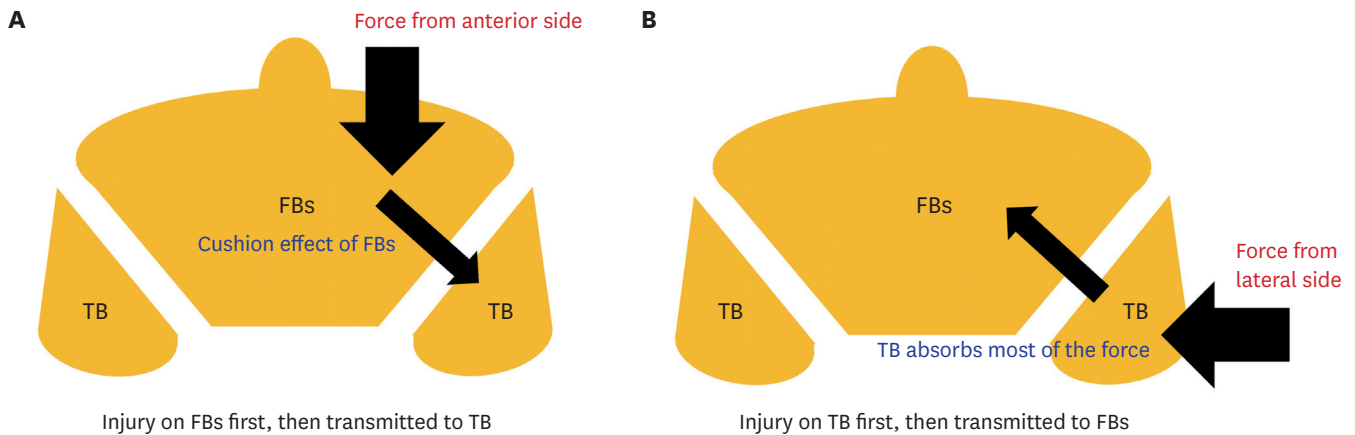 A
Force from anterior side
FBs
Cushion effect of FBs
TB
TB
Injury on FBs first, then transmitted to TB
B
FBs
Force from
lateral side
TB
TB
TB absorbs most of the force
Injury on TB first, then transmitted to FBs